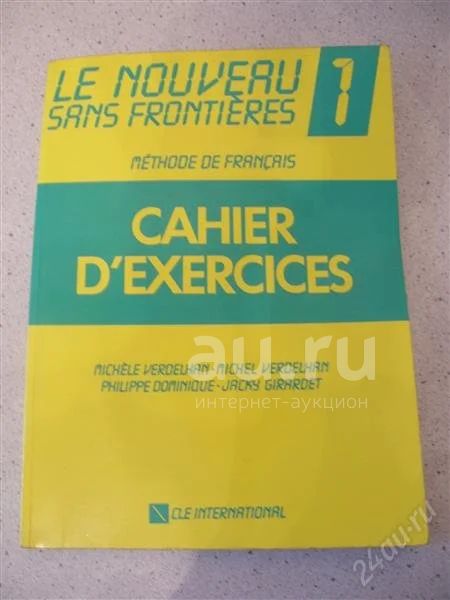 LE NOUVEAU 1
SANS FRONTIÈRES
MÉTHODE DE FRANÇAIS
CAHIER
D'EXERCICES
au.ru
MICHÈLE VERDELHAN·MICHEL VERDELHAN
интернет-аукцион
PHILIPPE DOMINIQUE·JACKY GIRARDET
CLE INTERNATIONAL
24au.ru